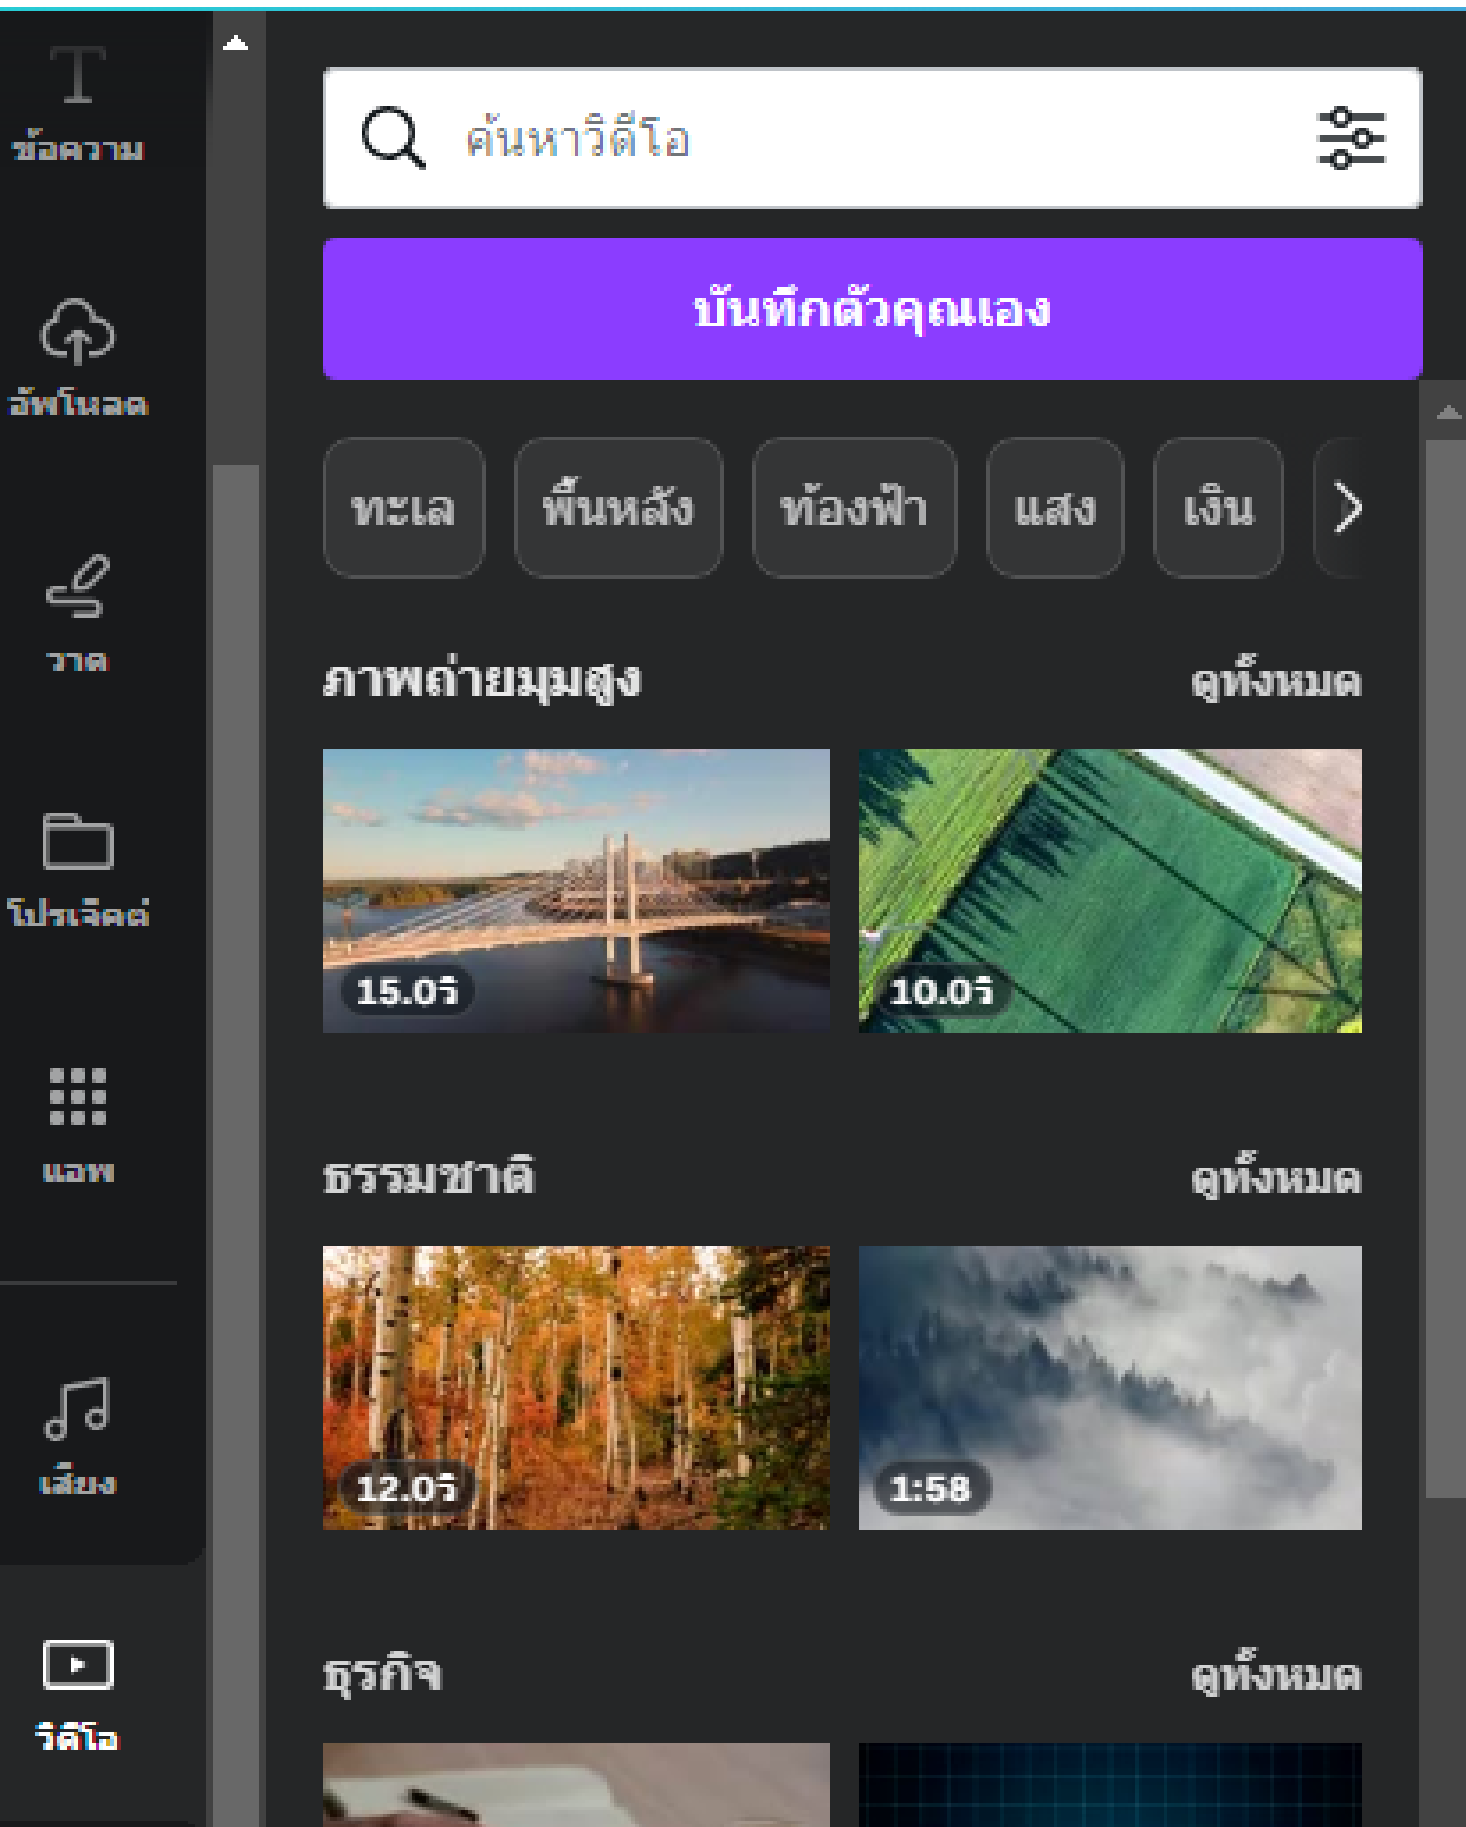 ข้อความ
อัพโหลด
วาด
โปรเจ็คต์
แอพ
เสียง
วิดีโอ
ค้นหาวิดีโอ
บันทึกตัวคุณเอง
ทะเล พื้นหลัง ท้องฟ้า แสง เงิน
ภาพถ่ายมุมสูง ดูทั้งหมด
15.0วิ 10.0วิ
ธรรมชาติ ดูทั้งหมด
12.0วิ 1:58
ธุรกิจ ดูทั้งหมด